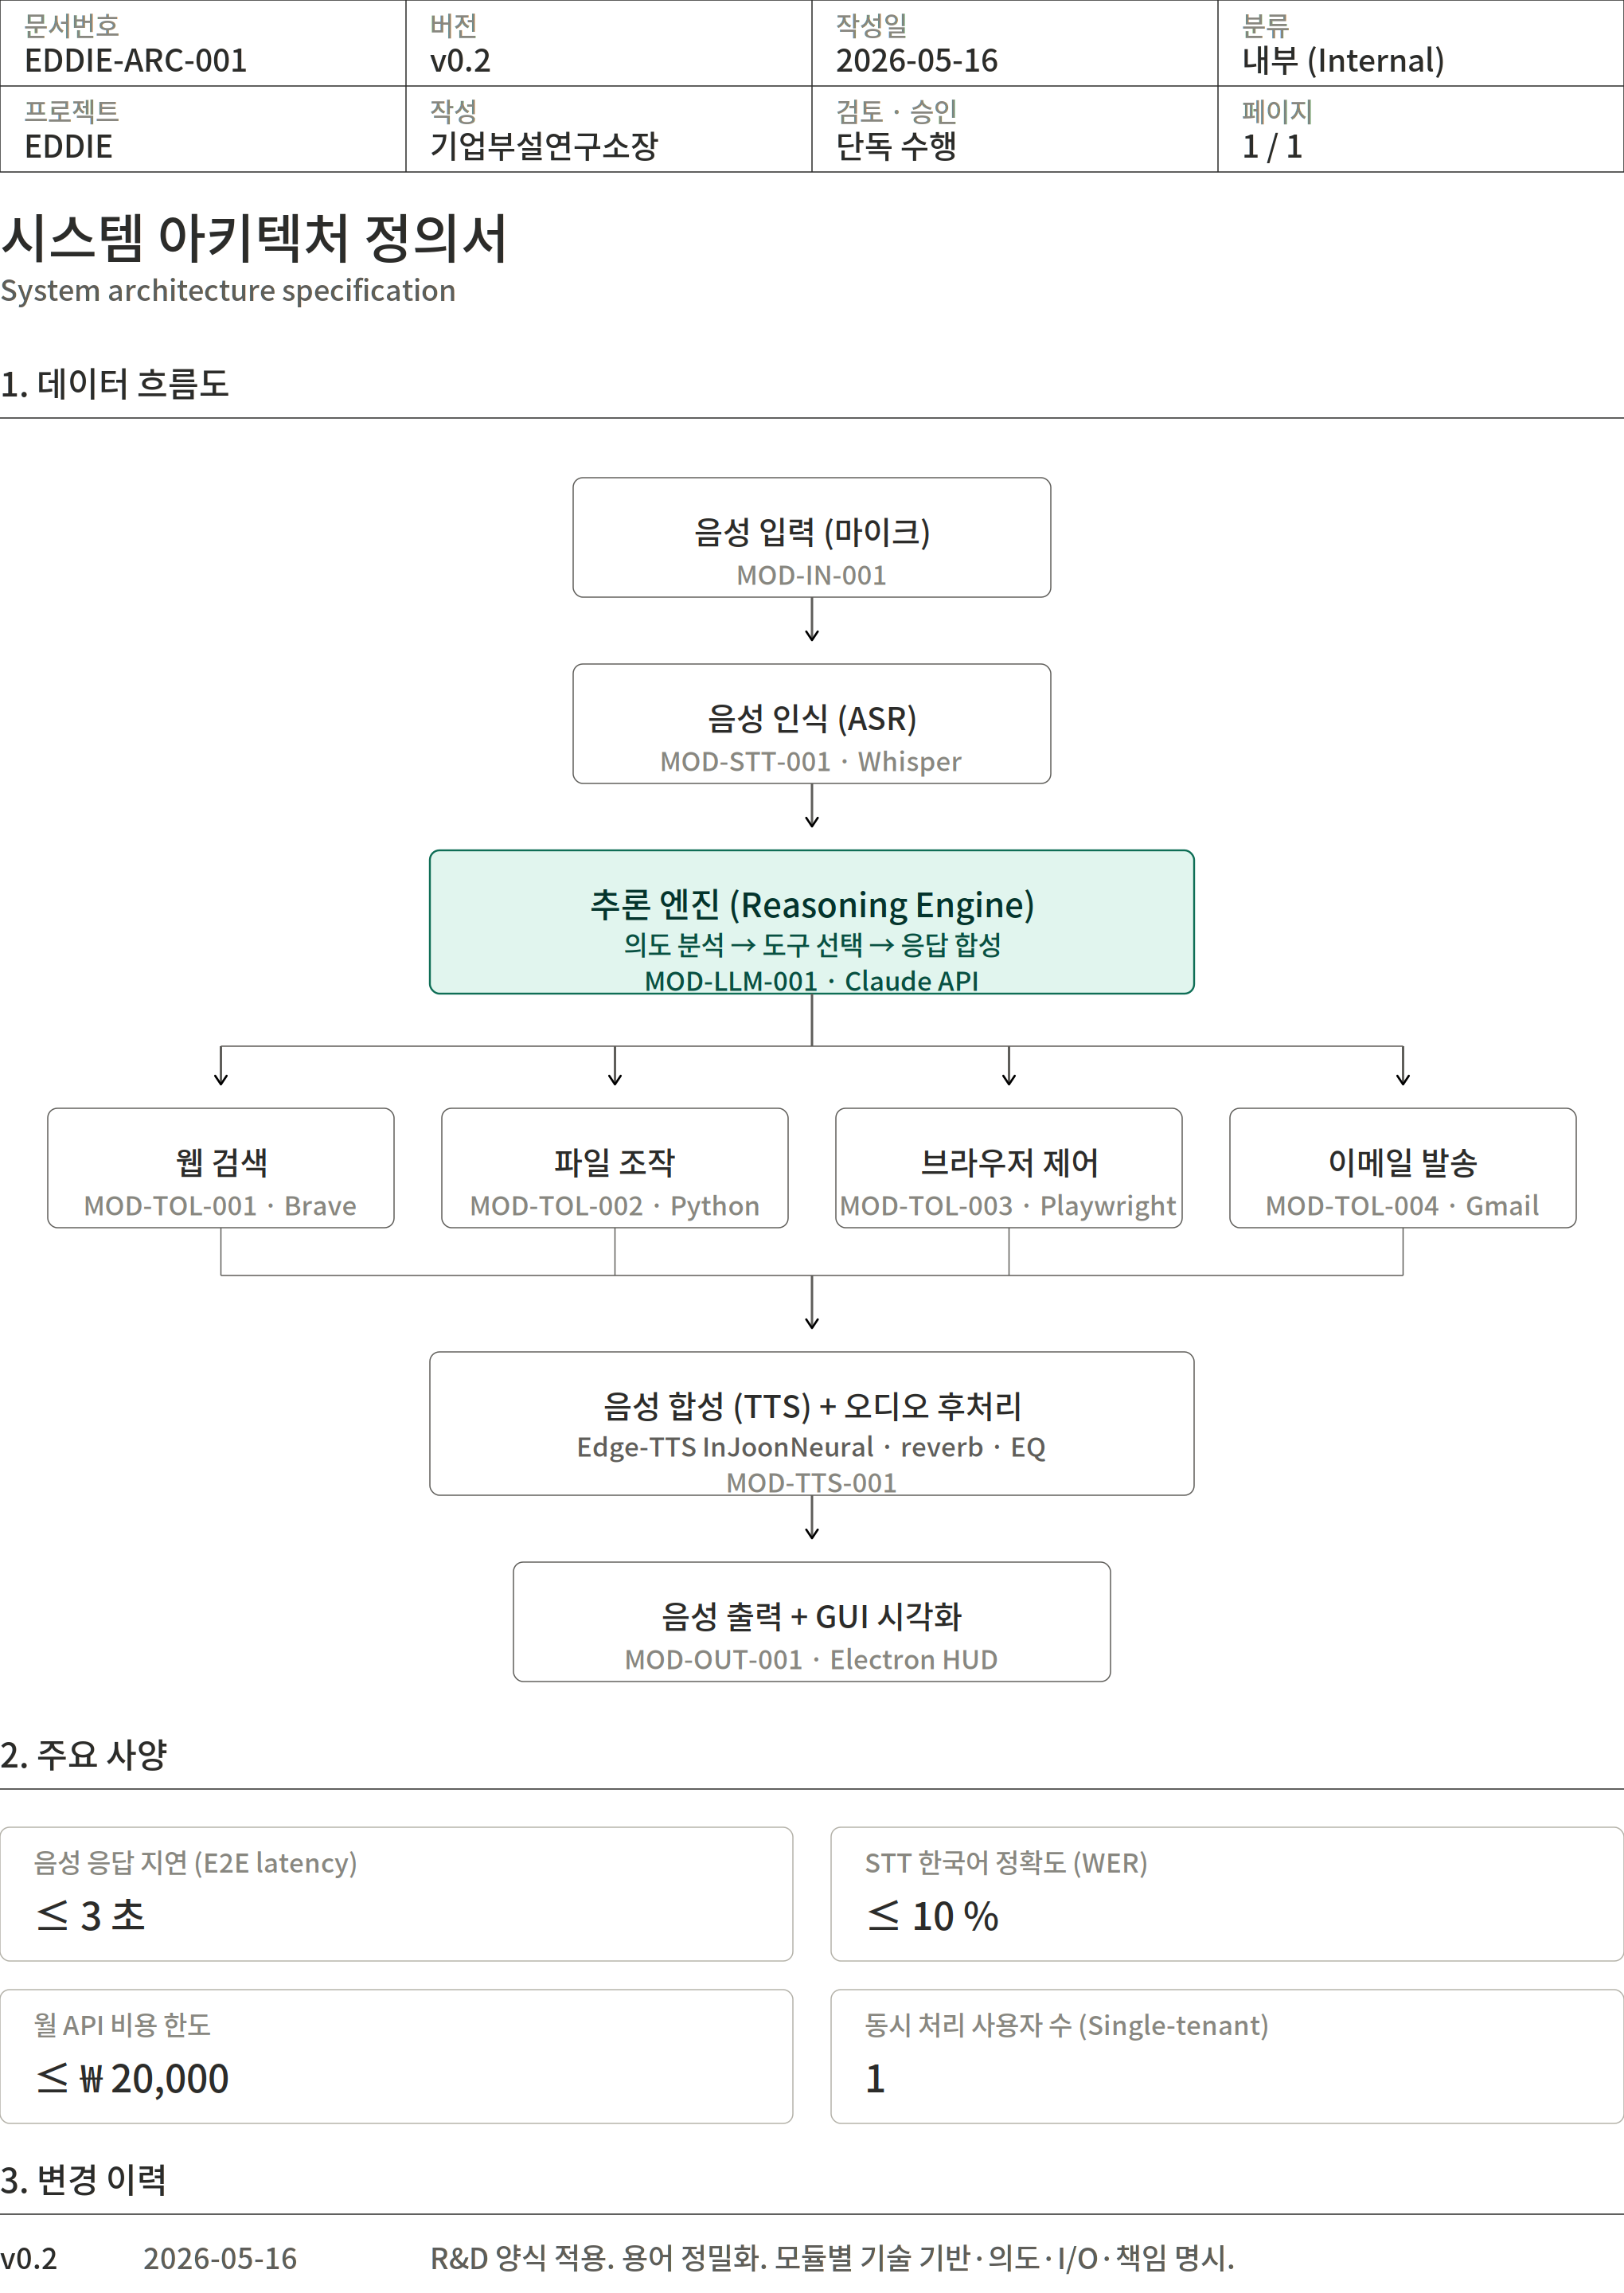 문서번호 버전 작성일 분류
EDDIE-ARC-001 v0.2 2026-05-16 내부 (Internal)
프로젝트 작성 검토 · 승인 페이지
EDDIE 기업부설연구소장 단독 수행 1 / 1
시스템 아키텍처 정의서
System architecture specification
1. 데이터 흐름도
음성 입력 (마이크)
MOD-IN-001
음성 인식 (ASR)
MOD-STT-001 · Whisper
추론 엔진 (Reasoning Engine)
의도 분석 → 도구 선택 → 응답 합성
MOD-LLM-001 · Claude API
웹 검색 파일 조작 브라우저 제어 이메일 발송
MOD-TOL-001 · Brave MOD-TOL-002 · Python MOD-TOL-003 · Playwright MOD-TOL-004 · Gmail
음성 합성 (TTS) + 오디오 후처리
Edge-TTS InJoonNeural · reverb · EQ
MOD-TTS-001
음성 출력 + GUI 시각화
MOD-OUT-001 · Electron HUD
2. 주요 사양
음성 응답 지연 (E2E latency) STT 한국어 정확도 (WER)
≤ 3 초 ≤ 10 %
월 API 비용 한도 동시 처리 사용자 수 (Single-tenant)
≤ ₩ 20,000 1
3. 변경 이력
v0.2 2026-05-16 R&D 양식 적용. 용어 정밀화. 모듈별 기술 기반·의도·I/O·책임 명시.